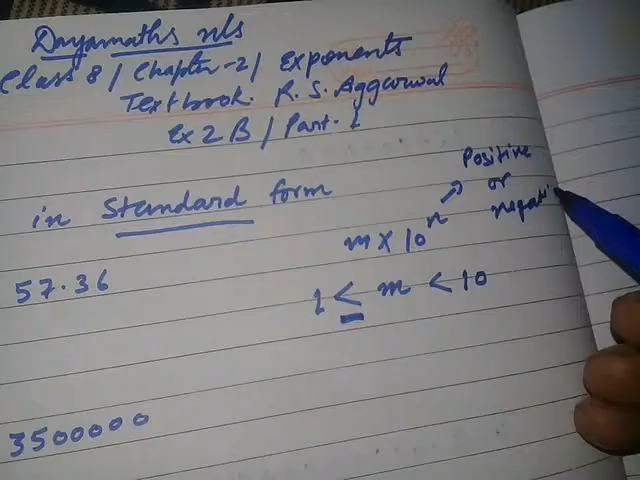 Dayamaths nls
Class 8 / Chapter-2 / Exponents
Textbook: R. S. Aggarwal
Ex 2 B / Part-1
in Standard form
m × 10ⁿ → Positive or negati
57.36
1 ≤ m < 10
3500000